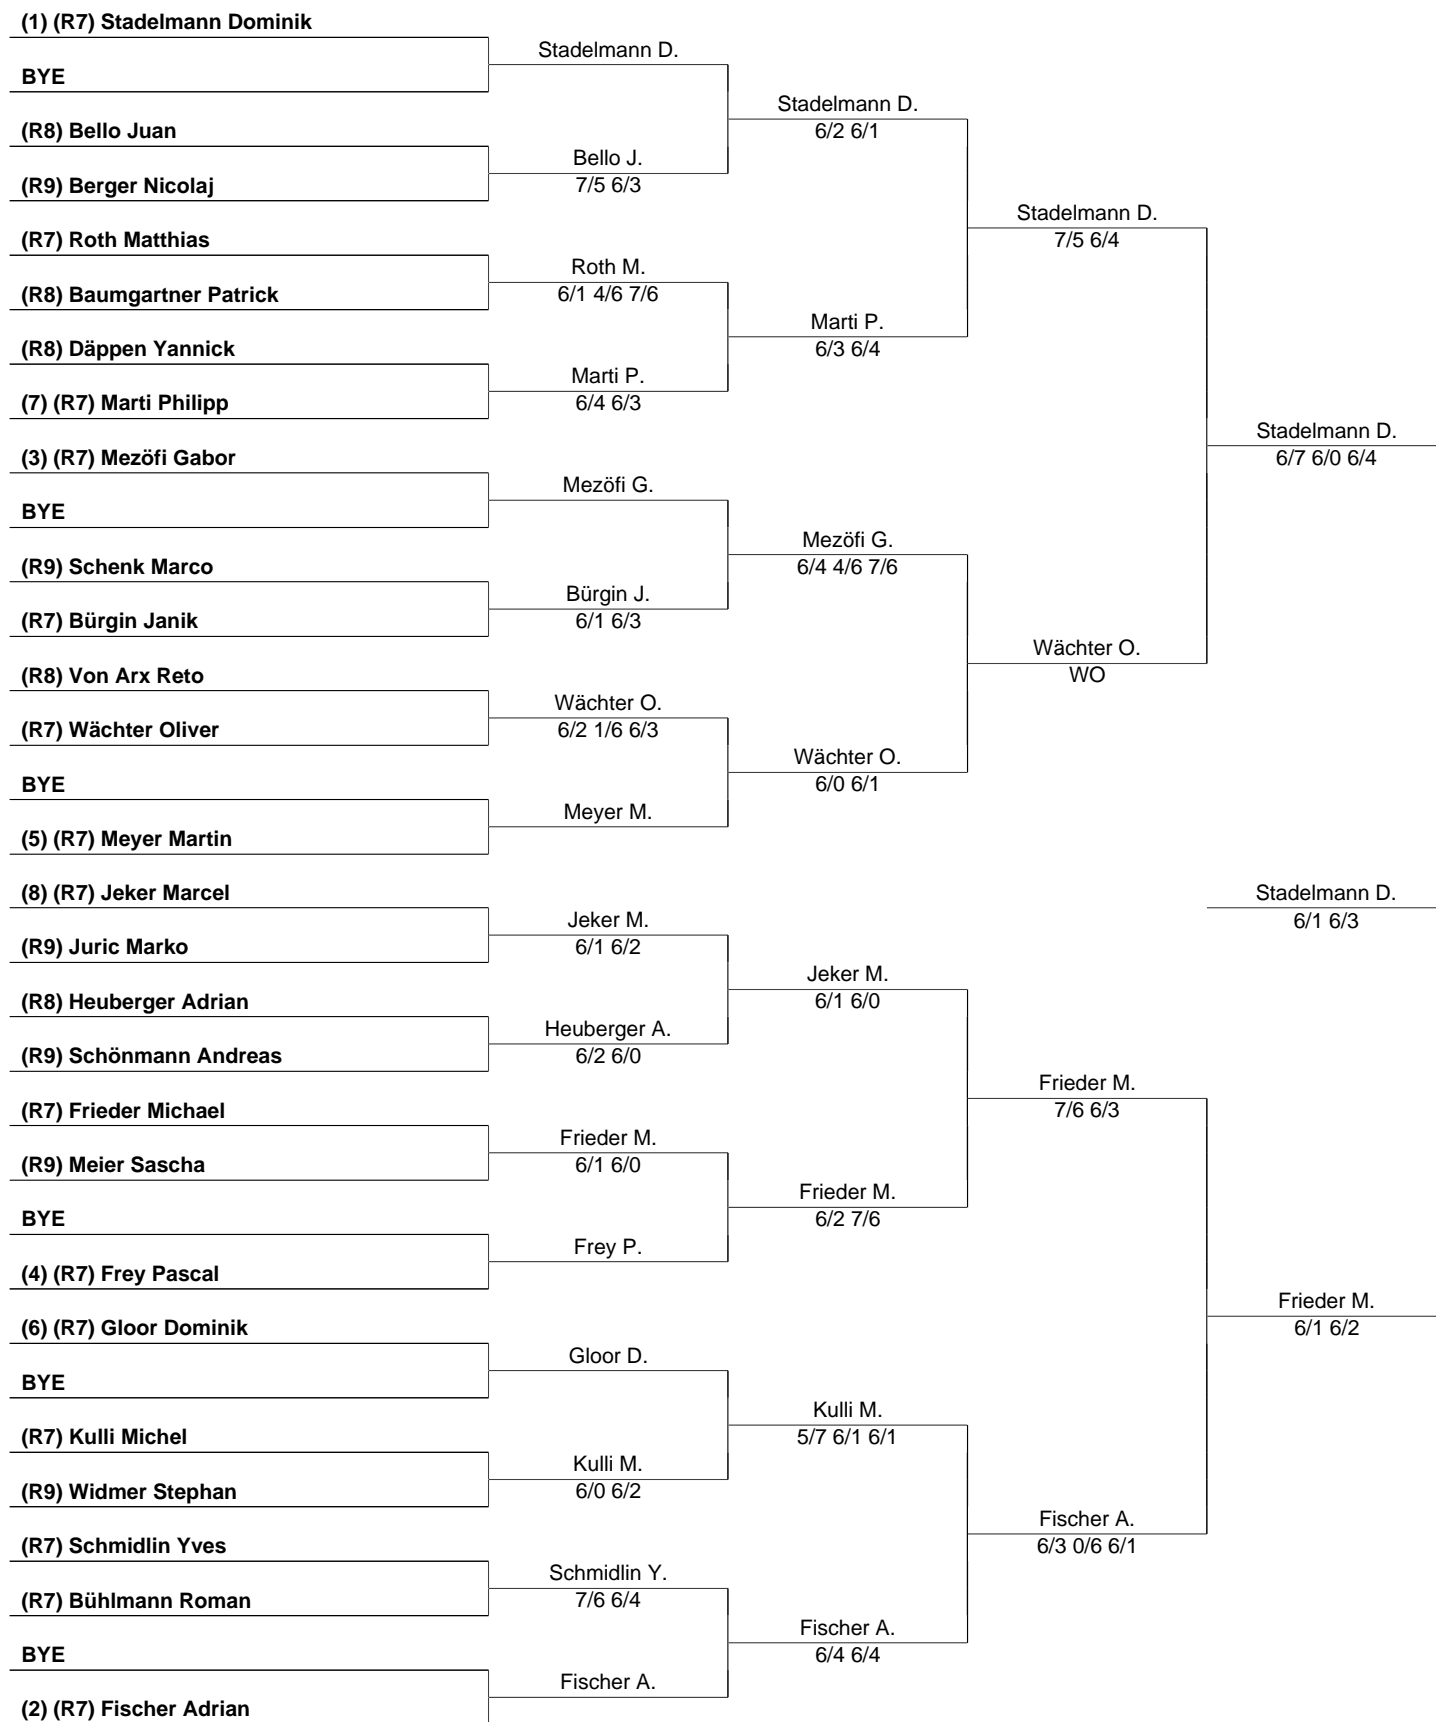 (1) (R7) Stadelmann Dominik
BYE
(R8) Bello Juan
(R9) Berger Nicolaj
(R7) Roth Matthias
(R8) Baumgartner Patrick
(R8) Däppen Yannick
(7) (R7) Marti Philipp
(3) (R7) Mezöfi Gabor
BYE
(R9) Schenk Marco
(R7) Bürgin Janik
(R8) Von Arx Reto
(R7) Wächter Oliver
BYE
(5) (R7) Meyer Martin
(8) (R7) Jeker Marcel
(R9) Juric Marko
(R8) Heuberger Adrian
(R9) Schönmann Andreas
(R7) Frieder Michael
(R9) Meier Sascha
BYE
(4) (R7) Frey Pascal
(6) (R7) Gloor Dominik
BYE
(R7) Kulli Michel
(R9) Widmer Stephan
(R7) Schmidlin Yves
(R7) Bühlmann Roman
BYE
(2) (R7) Fischer Adrian
Stadelmann D.
Bello J.
7/5 6/3
Roth M.
6/1 4/6 7/6
Marti P.
6/4 6/3
Mezöfi G.
Bürgin J.
6/1 6/3
Wächter O.
6/2 1/6 6/3
Meyer M.
Jeker M.
6/1 6/2
Heuberger A.
6/2 6/0
Frieder M.
6/1 6/0
Frey P.
Gloor D.
Kulli M.
6/0 6/2
Schmidlin Y.
7/6 6/4
Fischer A.
Stadelmann D.
6/2 6/1
Marti P.
6/3 6/4
Mezöfi G.
6/4 4/6 7/6
Wächter O.
6/0 6/1
Jeker M.
6/1 6/0
Frieder M.
6/2 7/6
Kulli M.
5/7 6/1 6/1
Fischer A.
6/4 6/4
Stadelmann D.
7/5 6/4
Wächter O.
WO
Frieder M.
7/6 6/3
Fischer A.
6/3 0/6 6/1
Stadelmann D.
6/7 6/0 6/4
Stadelmann D.
6/1 6/3
Frieder M.
6/1 6/2